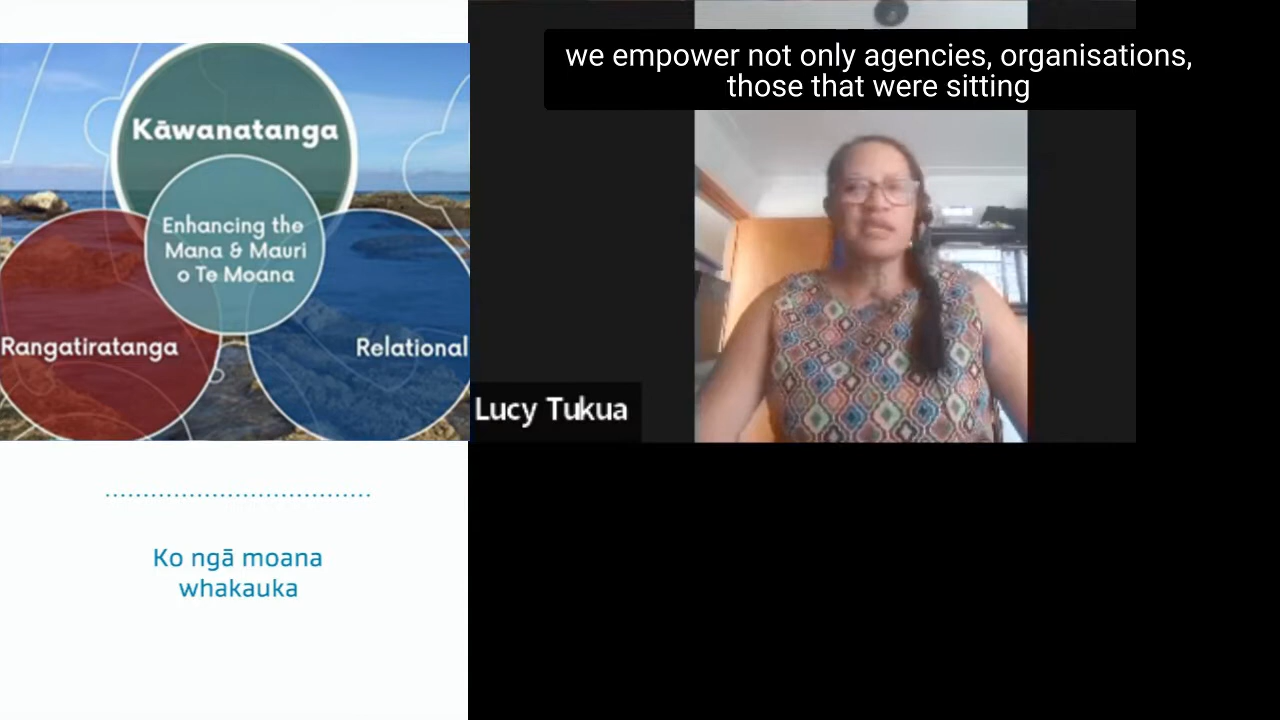 we empower not only agencies, organisations,
those that were sitting
Kāwanatanga
Enhancing the
Mana & Mauri
o Te Moana
Rangatiratanga
Relational
Lucy Tukua
Ko ngā moana
whakauka